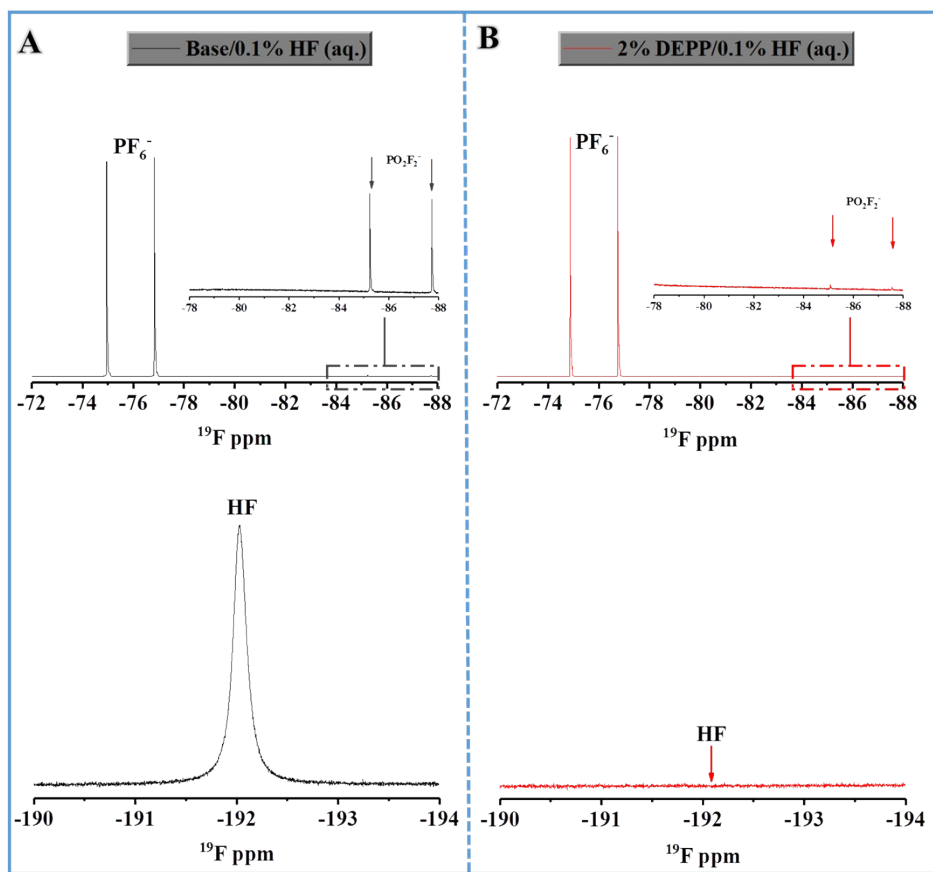 A
Base/0.1% HF (aq.)
PF₆⁻
PO₂F₂⁻
-78 -80 -82 -84 -86 -88
-72 -74 -76 -78 -80 -82 -84 -86 -88
¹⁹F ppm
HF
-190 -191 -192 -193 -194
¹⁹F ppm
B
2% DEPP/0.1% HF (aq.)
PF₆⁻
PO₂F₂⁻
-78 -80 -82 -84 -86 -88
-72 -74 -76 -78 -80 -82 -84 -86 -88
¹⁹F ppm
HF
-190 -191 -192 -193 -194
¹⁹F ppm